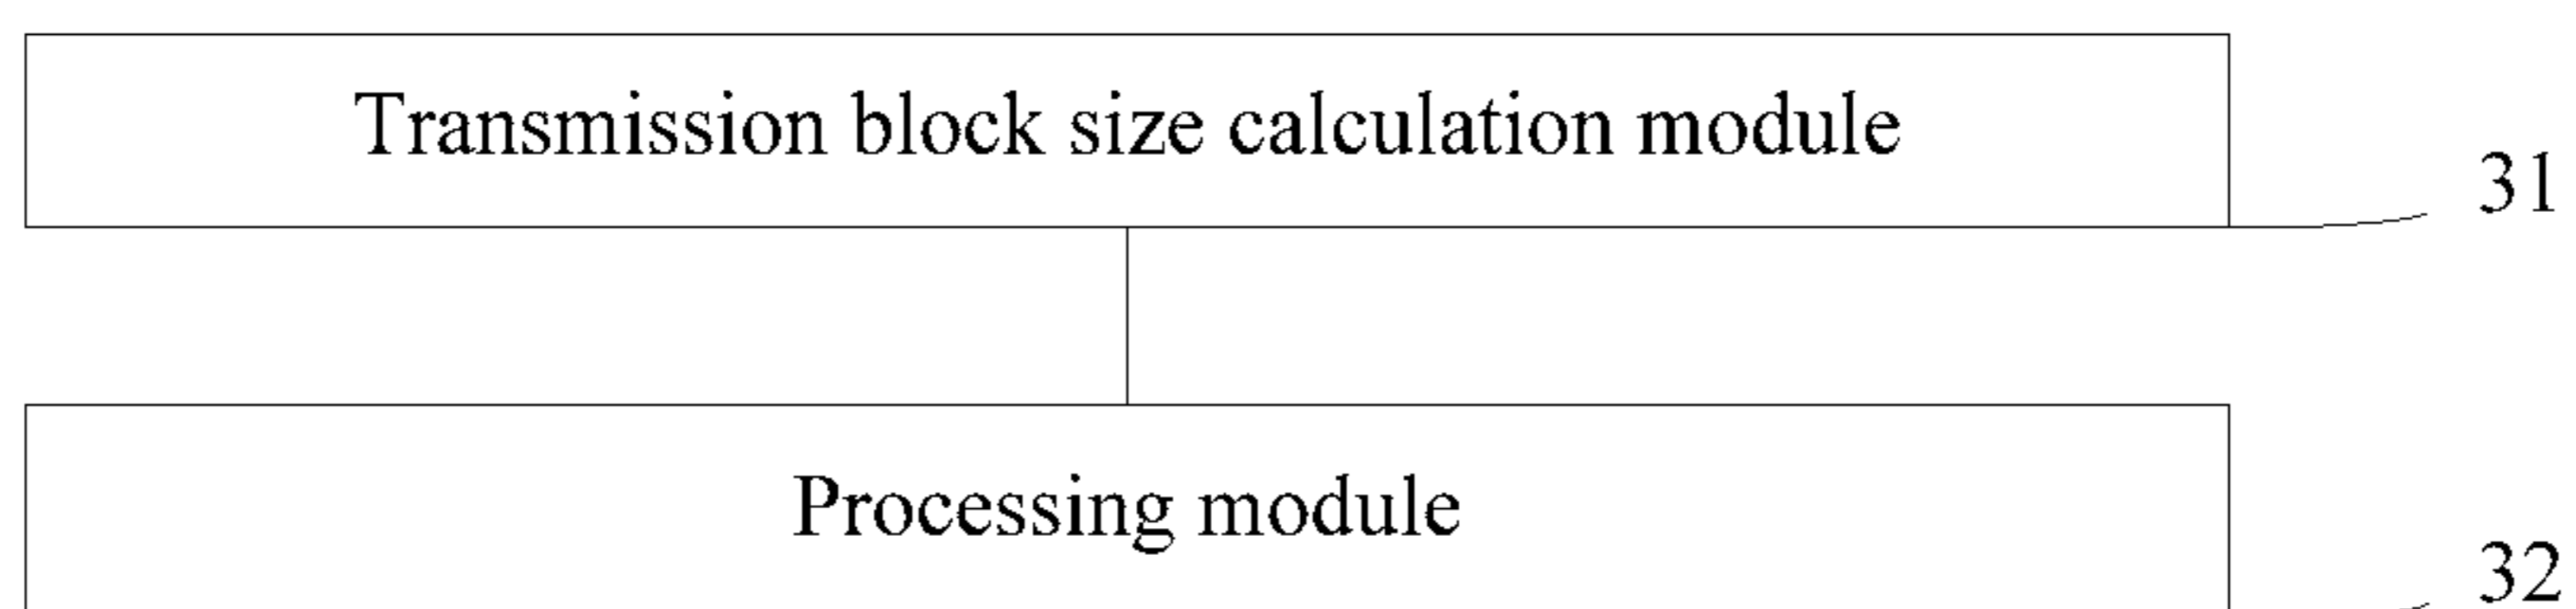 Transmission block size calculation module
31
Processing module
32